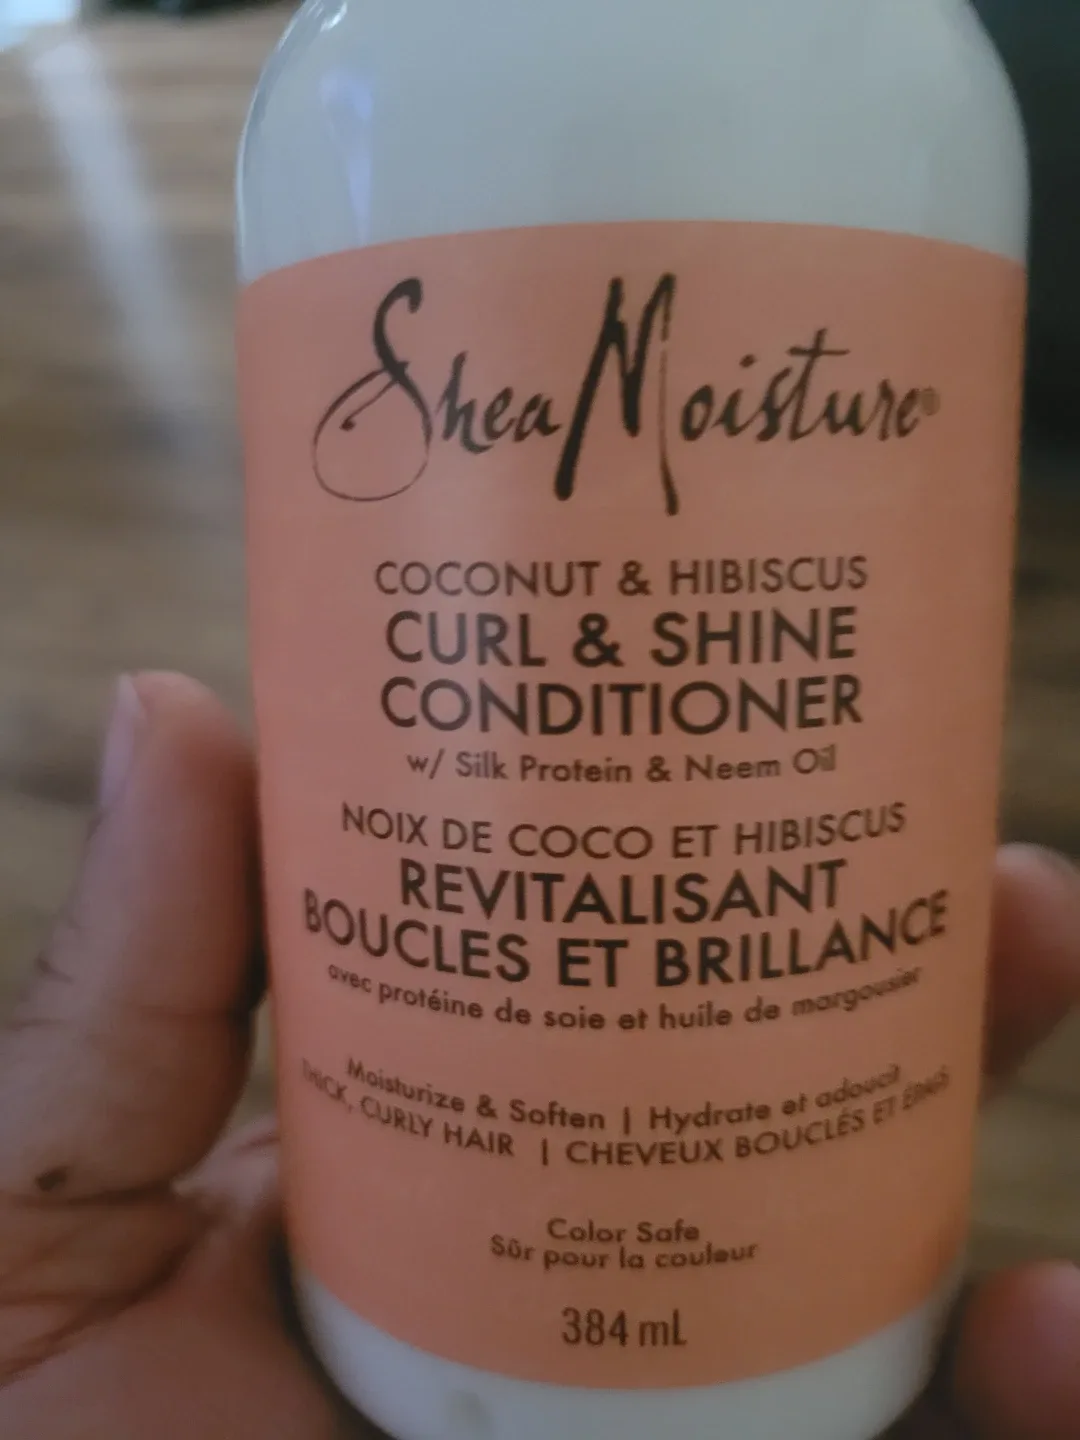 SheaMoisture®
COCONUT & HIBISCUS
CURL & SHINE
CONDITIONER
w/ Silk Protein & Neem Oil
NOIX DE COCO ET HIBISCUS
REVITALISANT
BOUCLES ET BRILLANCE
avec protéine de soie et huile de margousier
Moisturize & Soften | Hydrate et adoucit
THICK, CURLY HAIR | CHEVEUX BOUCLÉS ET ÉPAIS
Color Safe
Sûr pour la couleur
384 mL